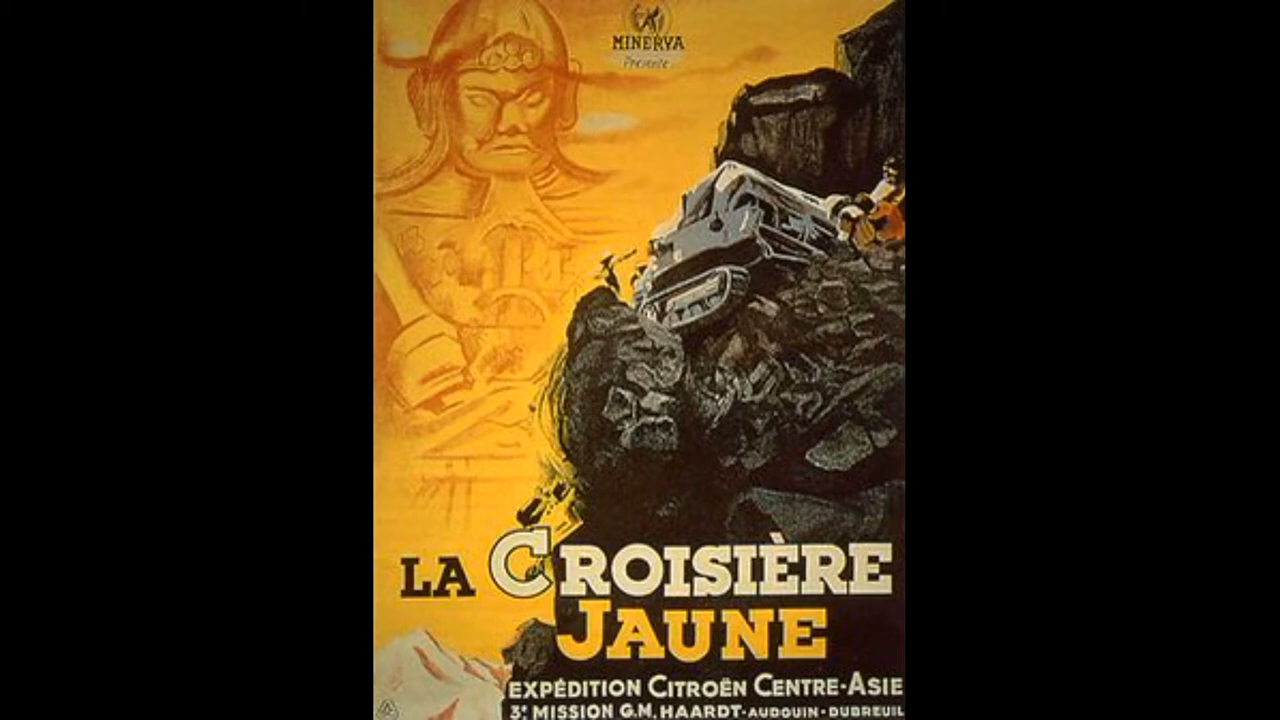 MINERVA
Présente
LA CROISIÈRE
JAUNE
EXPÉDITION CITROËN CENTRE-ASIE
3e MISSION G.M. HAARDT-AUDOUIN-DUBREUIL